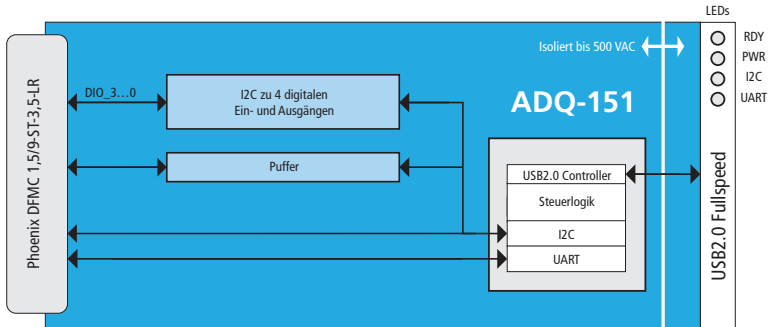 LEDs
RDY
PWR
I2C
UART
Isoliert bis 500 VAC
ADQ-151
Phoenix DFMC 1,5/9-ST-3,5-LR
DIO_3...0
I2C zu 4 digitalen
Ein- und Ausgängen
Puffer
USB2.0 Controller
Steuerlogik
I2C
UART
USB2.0 Fullspeed